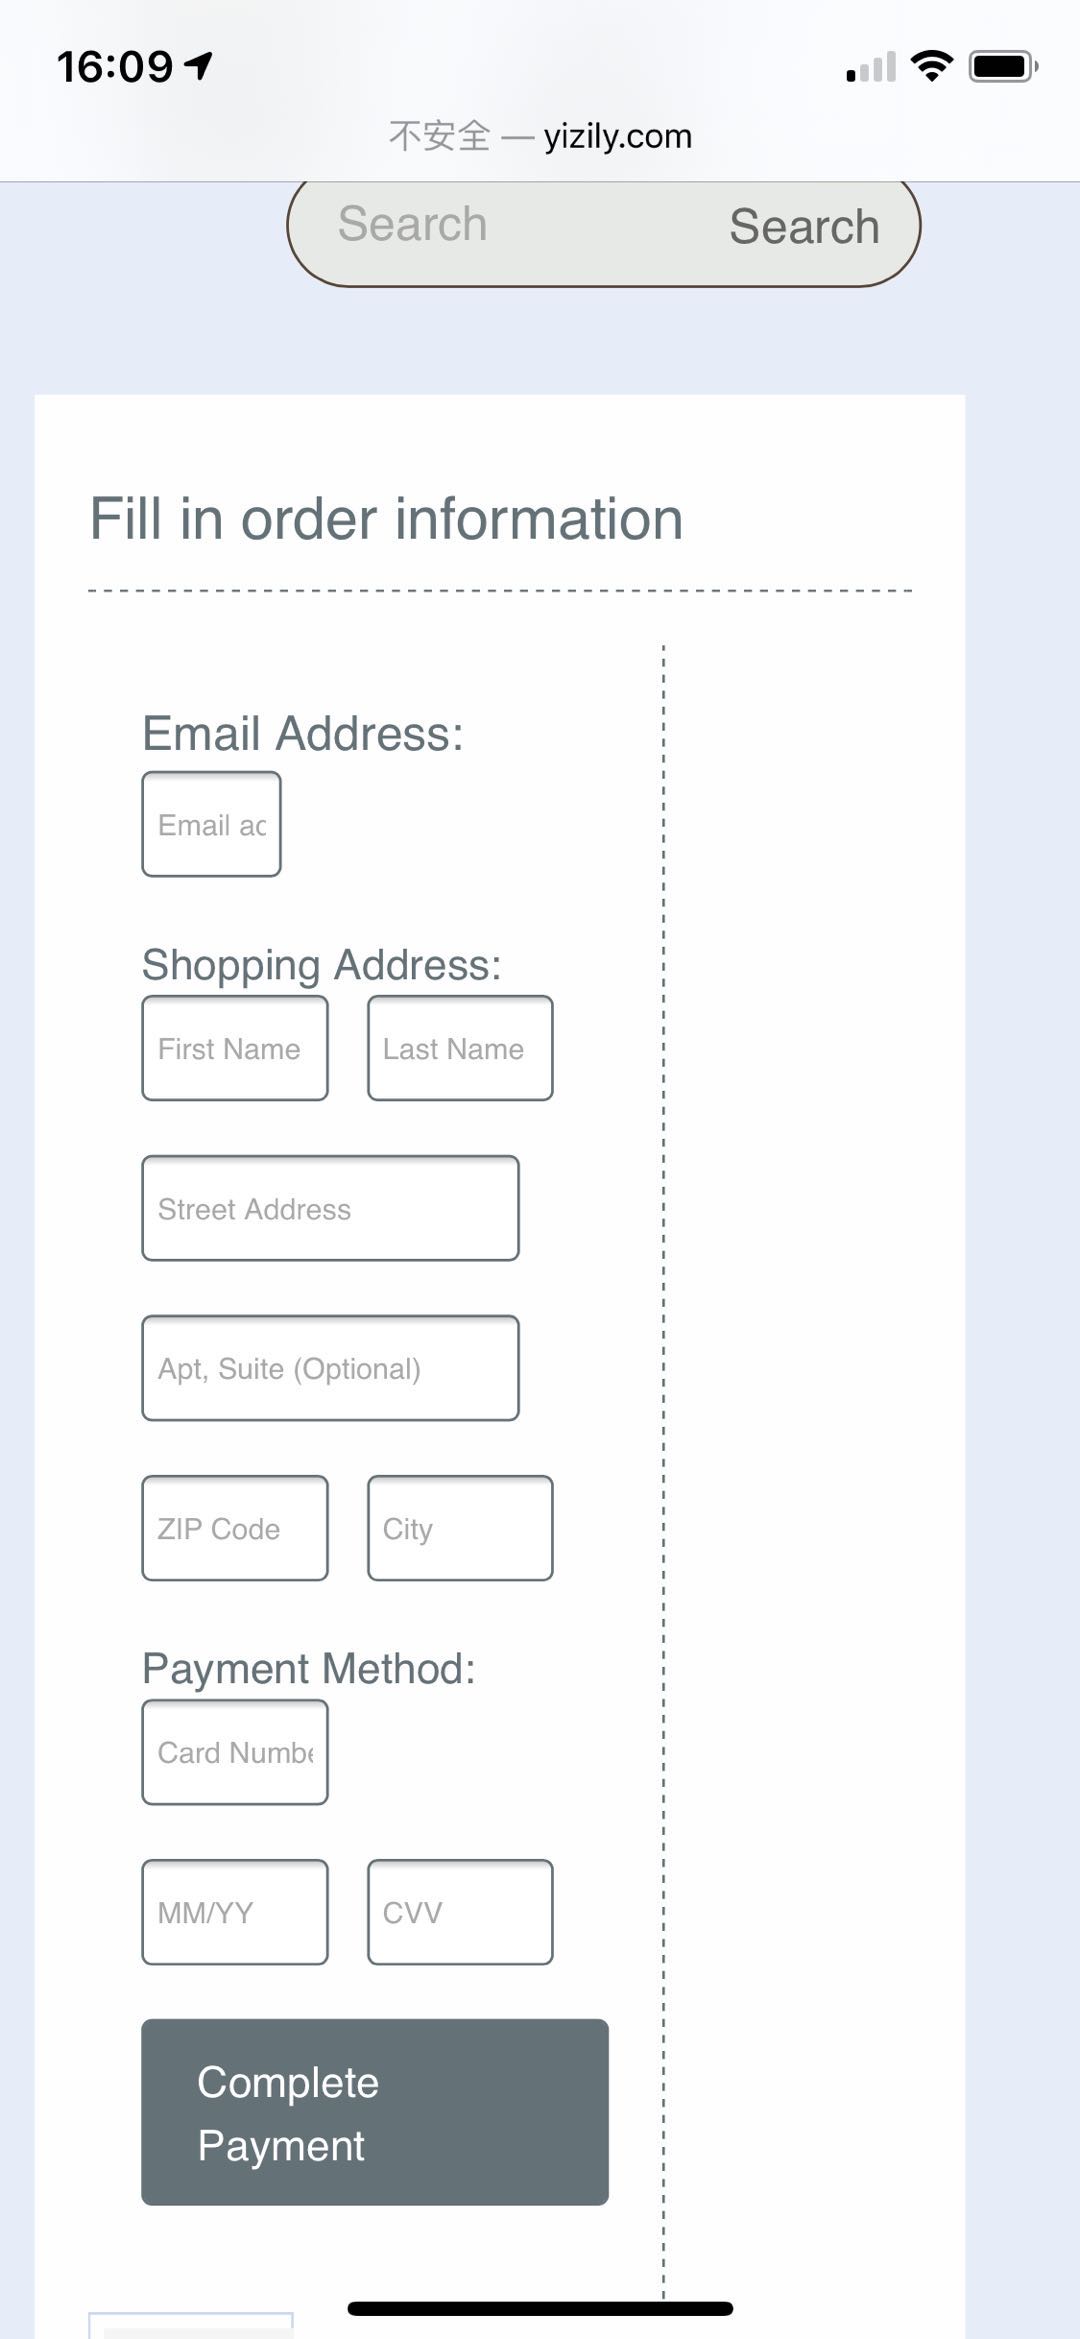 16:09
不安全 — yizily.com
Search Search
Fill in order information
Email Address:
Email ac
Shopping Address:
First Name Last Name
Street Address
Apt, Suite (Optional)
ZIP Code City
Payment Method:
Card Numbe
MM/YY CVV
Complete
Payment